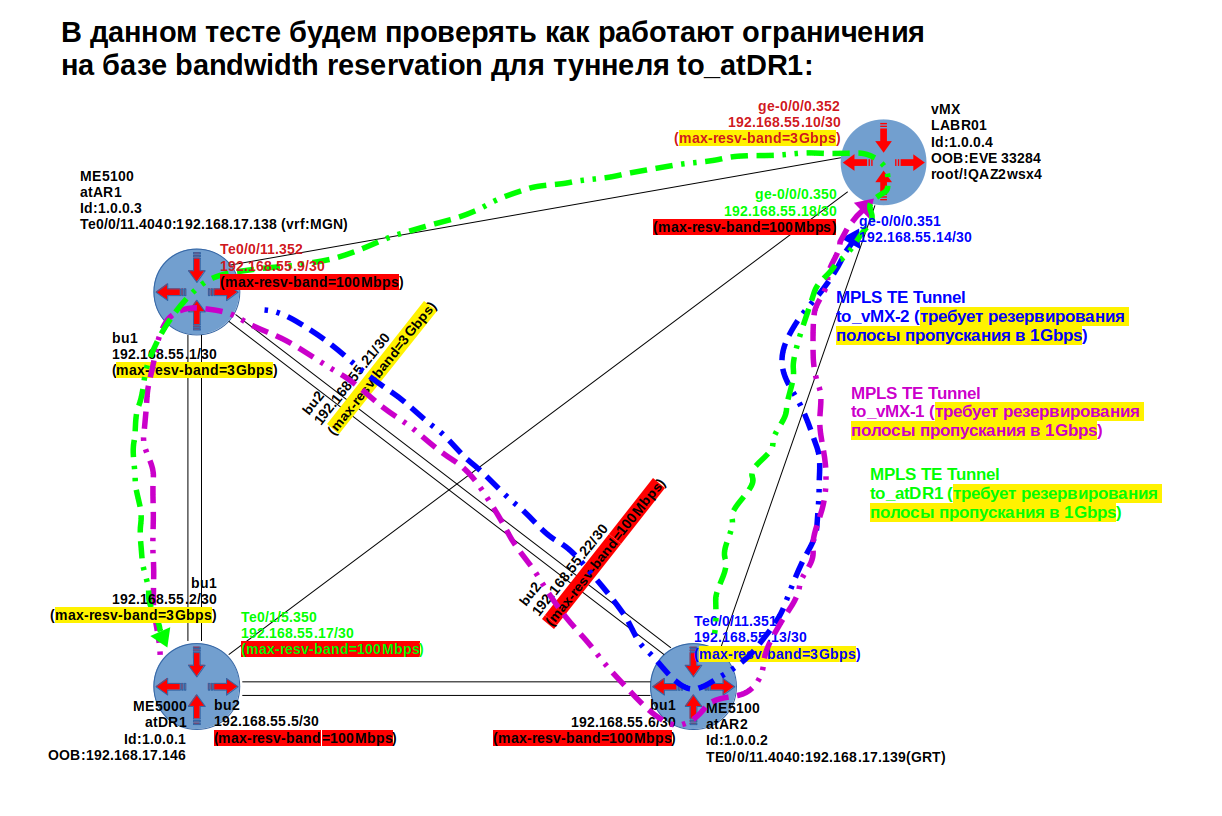 В данном тесте будем проверять как работают ограничения
на базе bandwidth reservation для туннеля to_atDR1:
ge-0/0/0.352
192.168.55.10/30
(max-resv-band=3Gbps)
vMX
LABR01
Id:1.0.0.4
OOB:EVE 33284
root/!QAZ2wsx4
ME5100
atAR1
Id:1.0.0.3
Te0/0/11.4040:192.168.17.138 (vrf:MGN)
ge-0/0/0.350
192.168.55.18/30
(max-resv-band=100Mbps)
ge-0/0/0.351
192.168.55.14/30
Te0/0/11.352
192.168.55.9/30
(max-resv-band=100Mbps)
MPLS TE Tunnel
to_vMX-2 (требует резервирования
полосы пропускания в 1Gbps)
bu1
192.168.55.1/30
(max-resv-band=3Gbps)
bu2
192.168.55.21/30
(max-resv-band=3Gbps)
MPLS TE Tunnel
to_vMX-1 (требует резервирования
полосы пропускания в 1Gbps)
MPLS TE Tunnel
to_atDR1 (требует резервирования
полосы пропускания в 1Gbps)
bu2
192.168.55.22/30
(max-resv-band=100Mbps)
bu1
192.168.55.2/30
(max-resv-band=3Gbps)
Te0/1/5.350
192.168.55.17/30
(max-resv-band=100Mbps)
Te0/0/11.351
192.168.55.13/30
(max-resv-band=3Gbps)
ME5000
atDR1
Id:1.0.0.1
OOB:192.168.17.146
bu2
192.168.55.5/30
(max-resv-band=100Mbps)
bu1
192.168.55.6/30
(max-resv-band=100Mbps)
ME5100
atAR2
Id:1.0.0.2
TE0/0/11.4040:192.168.17.139(GRT)